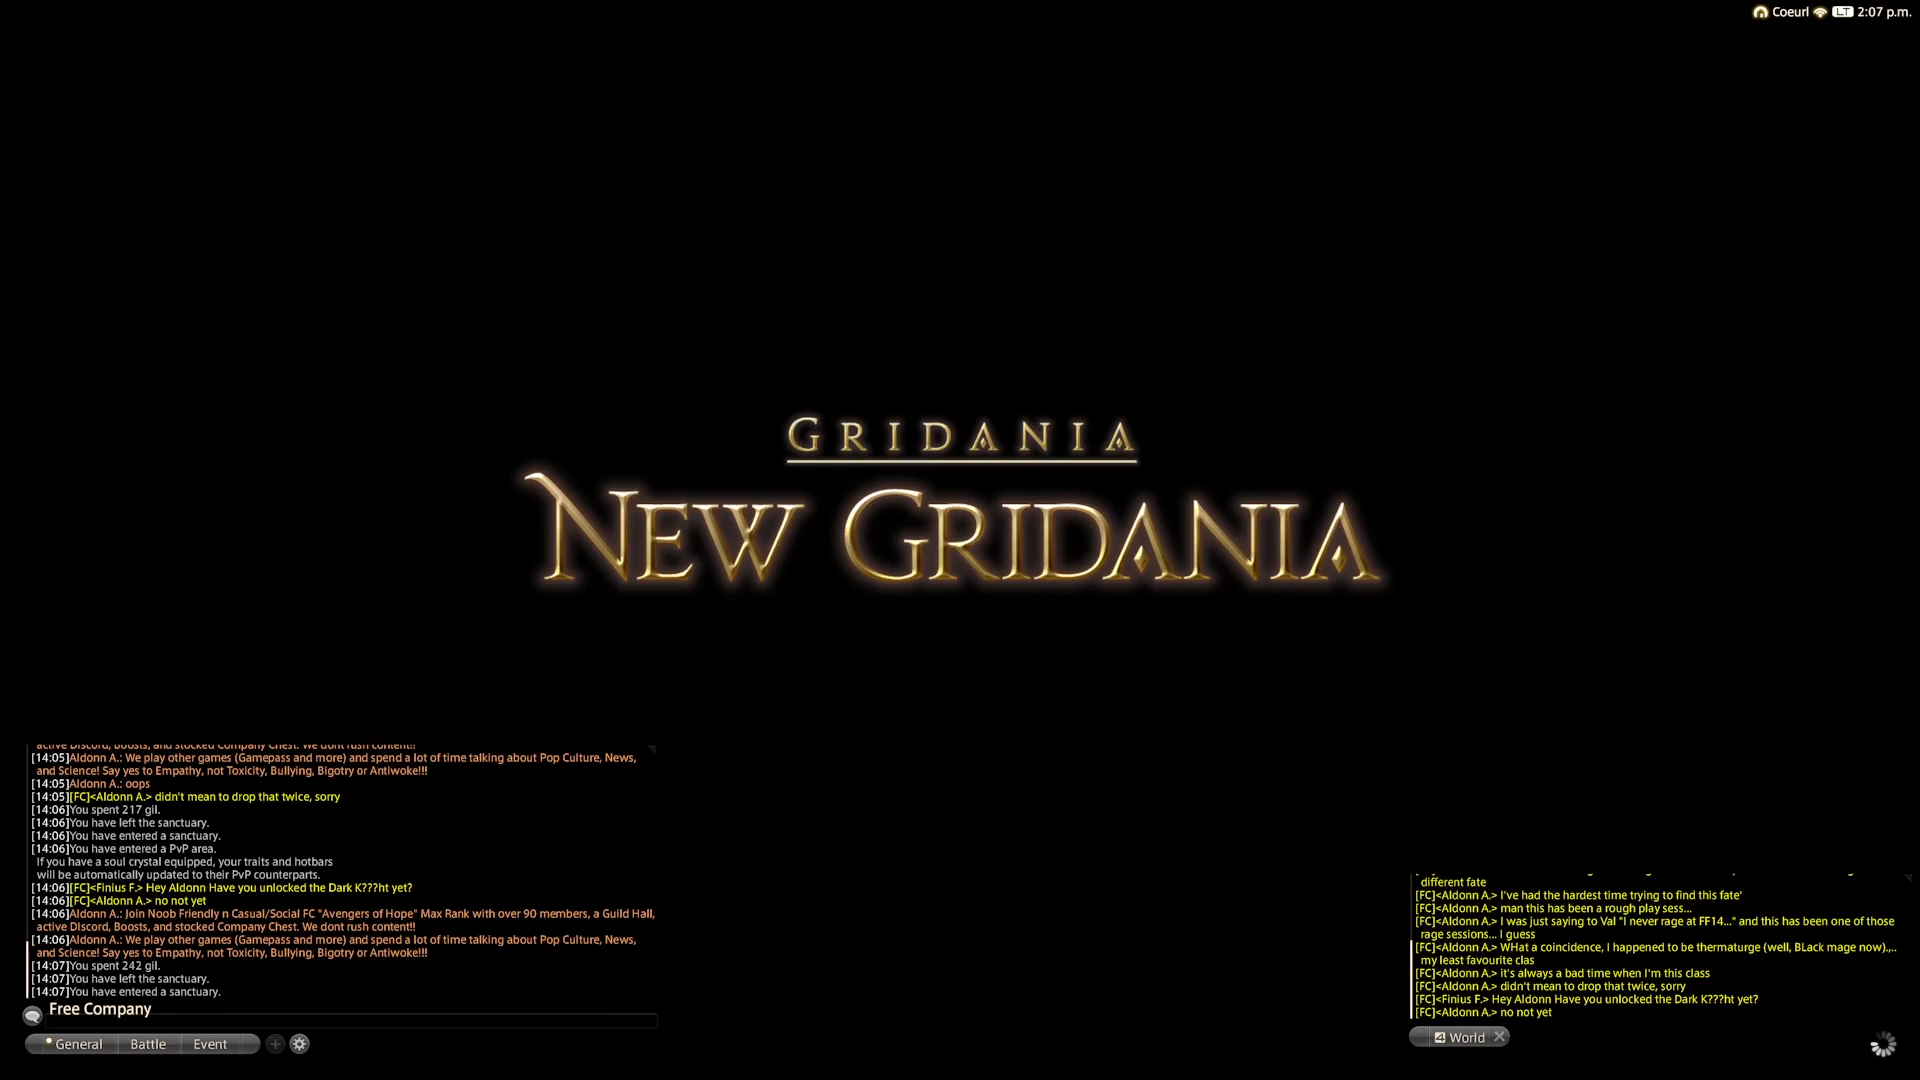 Coeurl LT 2:07 p.m.
GRIDANIA
NEW GRIDANIA
active Discord, Boosts, and stocked Company Chest. We dont rush content!!
[14:05]Aldonn A.: We play other games (Gamepass and more) and spend a lot of time talking about Pop Culture, News,
and Science! Say yes to Empathy, not Toxicity, Bullying, Bigotry or Antiwoke!!!
[14:05]Aldonn A.: oops
[14:05][FC]<Aldonn A.> didn't mean to drop that twice, sorry
[14:06]You spent 217 gil.
[14:06]You have left the sanctuary.
[14:06]You have entered a sanctuary.
[14:06]You have entered a PvP area.
If you have a soul crystal equipped, your traits and hotbars
will be automatically updated to their PvP counterparts.
[14:06][FC]<Finius F.> Hey Aldonn Have you unlocked the Dark K???ht yet?
[14:06][FC]<Aldonn A.> no not yet
[14:06]Aldonn A.: Join Noob Friendly n Casual/Social FC "Avengers of Hope" Max Rank with over 90 members, a Guild Hall,
active DIscord, Boosts, and stocked Company Chest. We dont rush content!!
[14:06]Aldonn A.: We play other games (Gamepass and more) and spend a lot of time talking about Pop Culture, News,
and Science! Say yes to Empathy, not Toxicity, Bullying, Bigotry or Antiwoke!!!
[14:07]You spent 242 gil.
[14:07]You have left the sanctuary.
[14:07]You have entered a sanctuary.
Free Company
General Battle Event
different fate
[FC]<Aldonn A.> I've had the hardest time trying to find this fate'
[FC]<Aldonn A.> man this has been a rough play sess...
[FC]<Aldonn A.> I was just saying to Val "I never rage at FF14..." and this has been one of those
rage sessions... I guess
[FC]<Aldonn A.> WHat a coincidence, I happened to be thermaturge (well, BLack mage now).,..
my least favourite clas
[FC]<Aldonn A.> it's always a bad time when I'm this class
[FC]<Aldonn A.> didn't mean to drop that twice, sorry
[FC]<Finius F.> Hey Aldonn Have you unlocked the Dark K???ht yet?
[FC]<Aldonn A.> no not yet
4 World